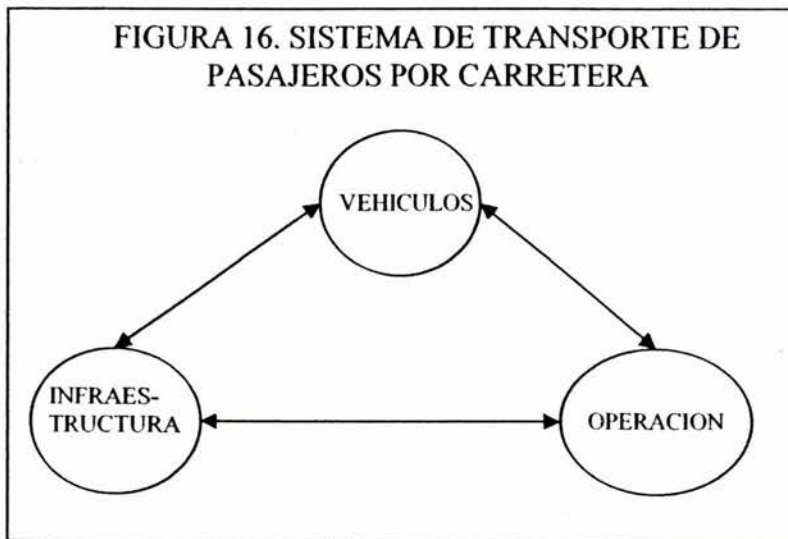 FIGURA 16. SISTEMA DE TRANSPORTE DE
PASAJEROS POR CARRETERA
VEHICULOS
INFRAES-
TRUCTURA
OPERACION